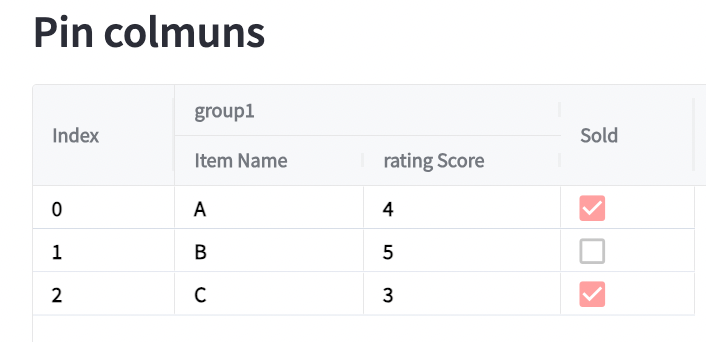 Pin colmuns
group1
Index Sold
Item Name rating Score
0 A 4
1 B 5
2 C 3